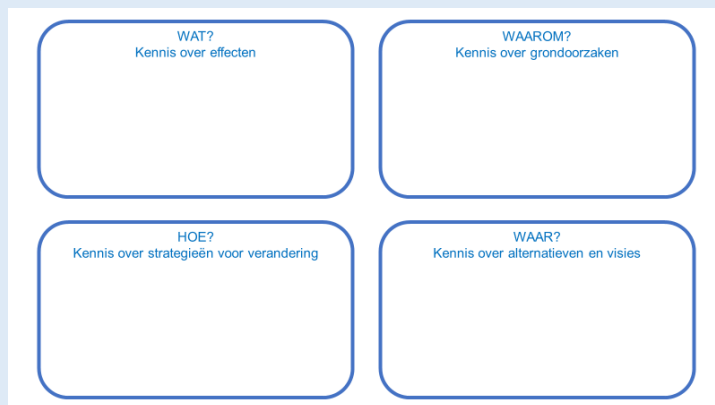 WAT?
Kennis over effecten
WAAROM?
Kennis over grondoorzaken
HOE?
Kennis over strategieën voor verandering
WAAR?
Kennis over alternatieven en visies